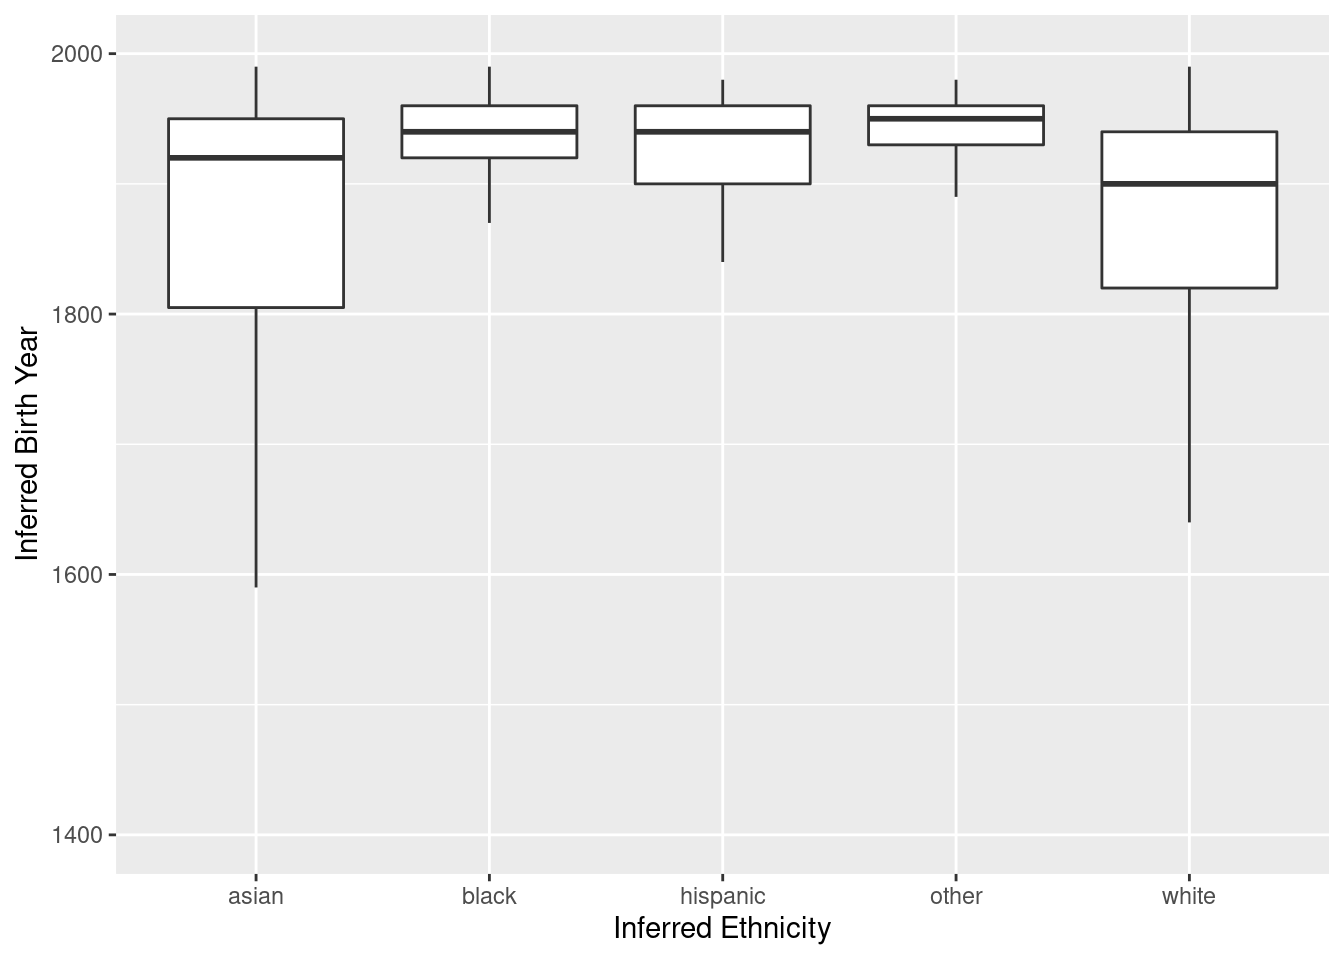 2000
1800
1600
1400
Inferred Birth Year
asian black hispanic other white
Inferred Ethnicity